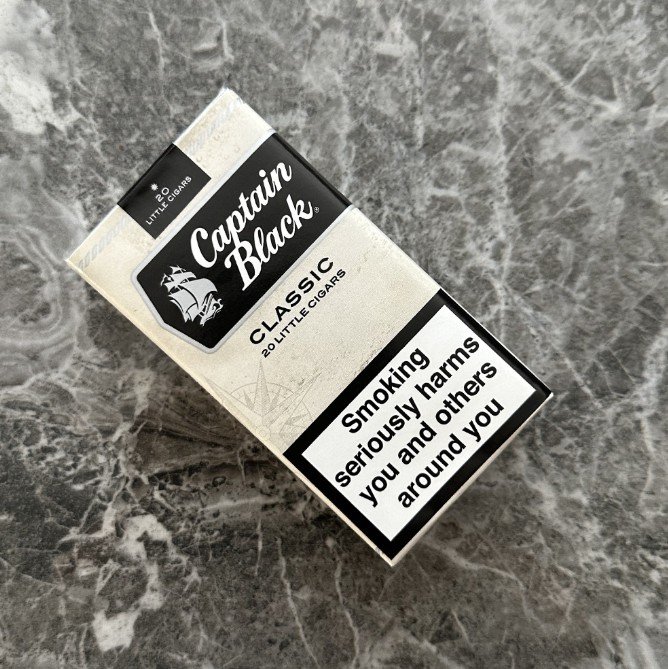 20
LITTLE CIGARS
Captain
Black®
CLASSIC
20 LITTLE CIGARS
Smoking
seriously harms
you and others
around you